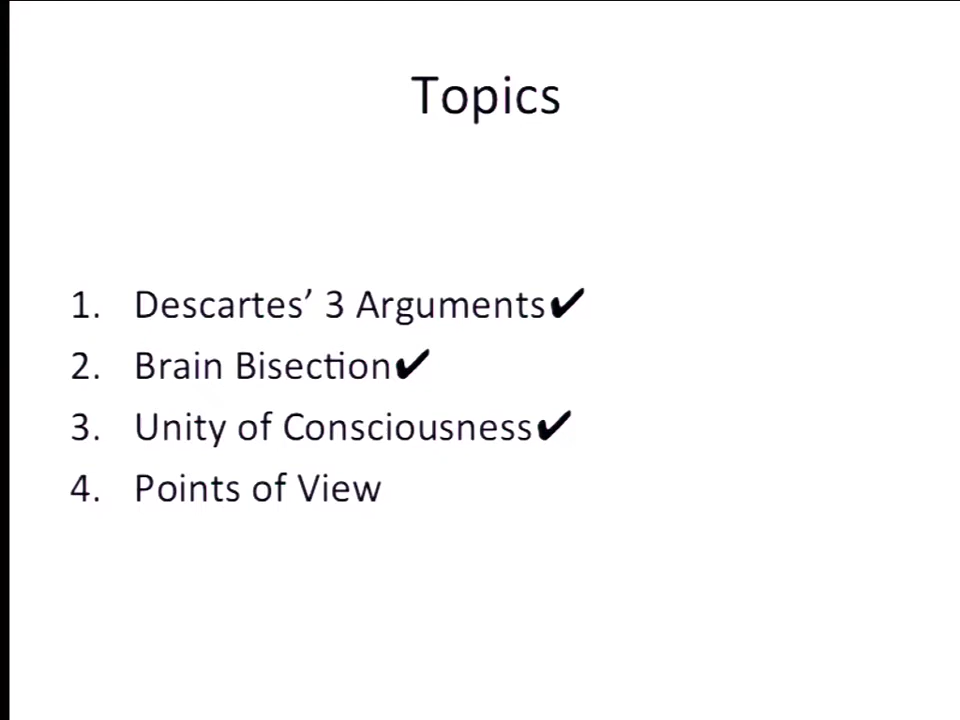 Topics
1. Descartes’ 3 Arguments✔
2. Brain Bisection✔
3. Unity of Consciousness✔
4. Points of View